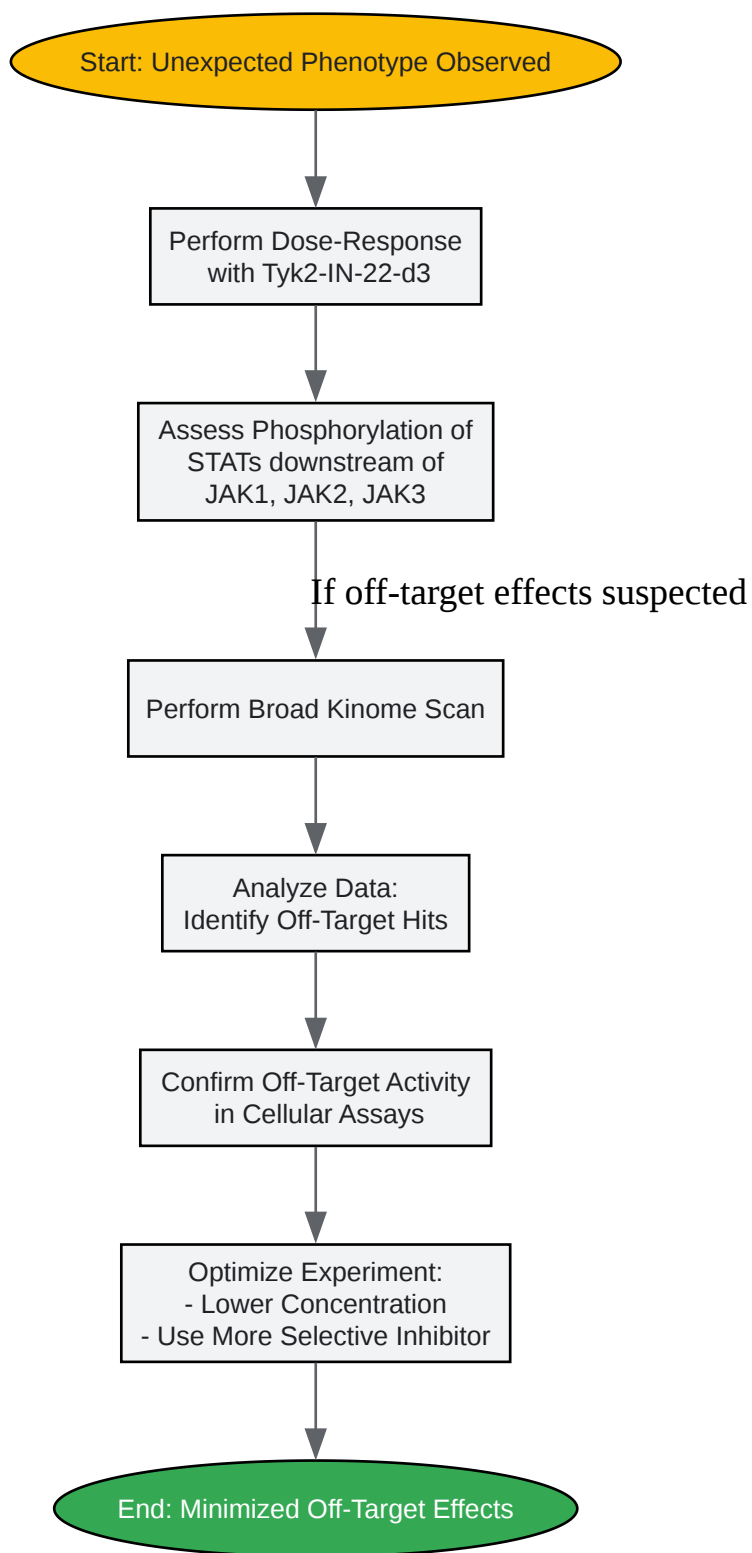 Start: Unexpected Phenotype Observed
Perform Dose-Response
with Tyk2-IN-22-d3
Assess Phosphorylation of
STATs downstream of
JAK1, JAK2, JAK3
If off-target effects suspected
Perform Broad Kinome Scan
Analyze Data:
Identify Off-Target Hits
Confirm Off-Target Activity
in Cellular Assays
Optimize Experiment:
- Lower Concentration
- Use More Selective Inhibitor
End: Minimized Off-Target Effects